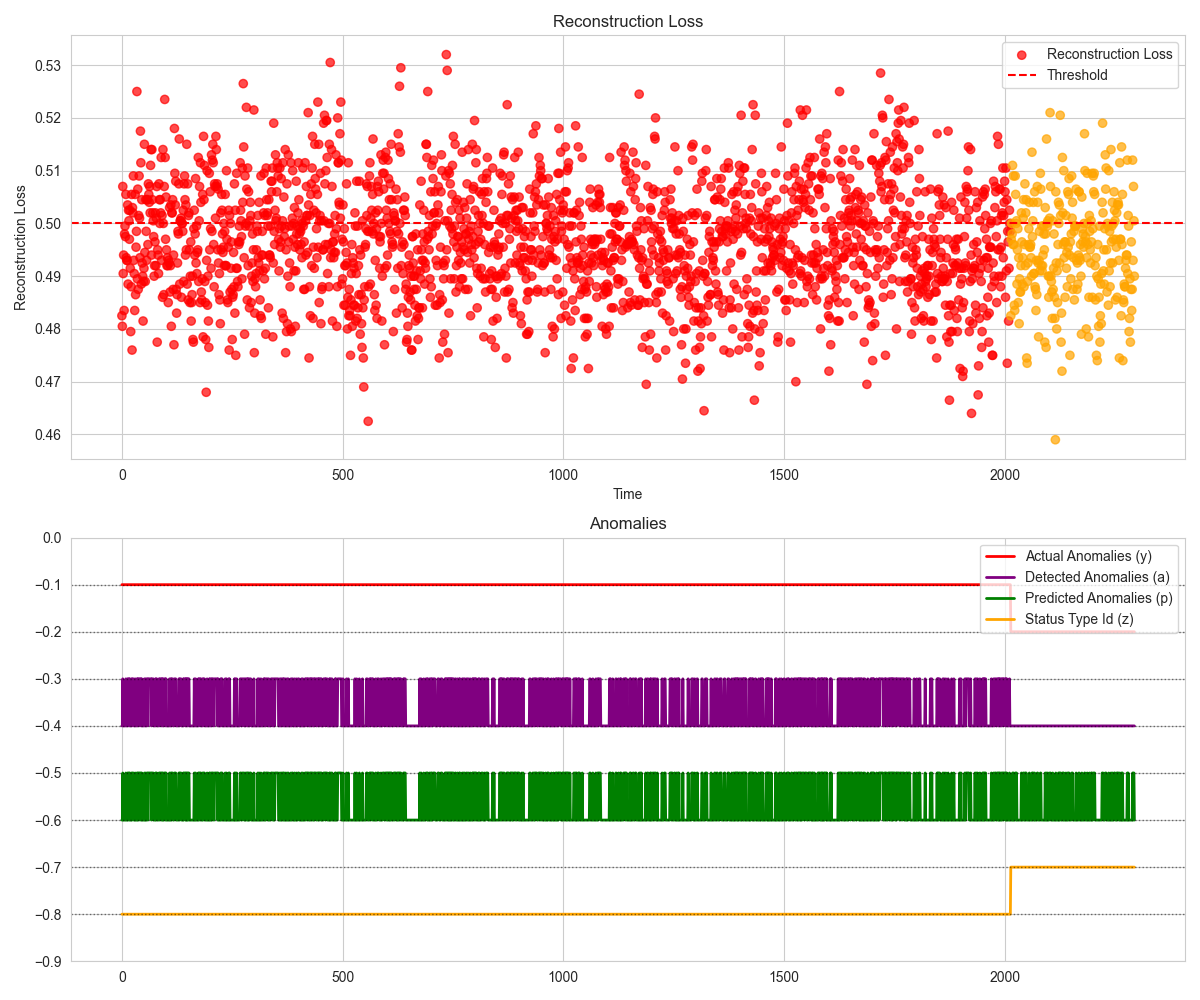 Reconstruction Loss
Reconstruction Loss
0.53
0.52
0.51
0.50
0.49
0.48
0.47
0.46
Reconstruction Loss
Threshold
0
500
1000
1500
2000
Time
Anomalies
0.0
−0.1
−0.2
−0.3
−0.4
−0.5
−0.6
−0.7
−0.8
−0.9
Actual Anomalies (y)
Detected Anomalies (a)
Predicted Anomalies (p)
Status Type Id (z)
0
500
1000
1500
2000